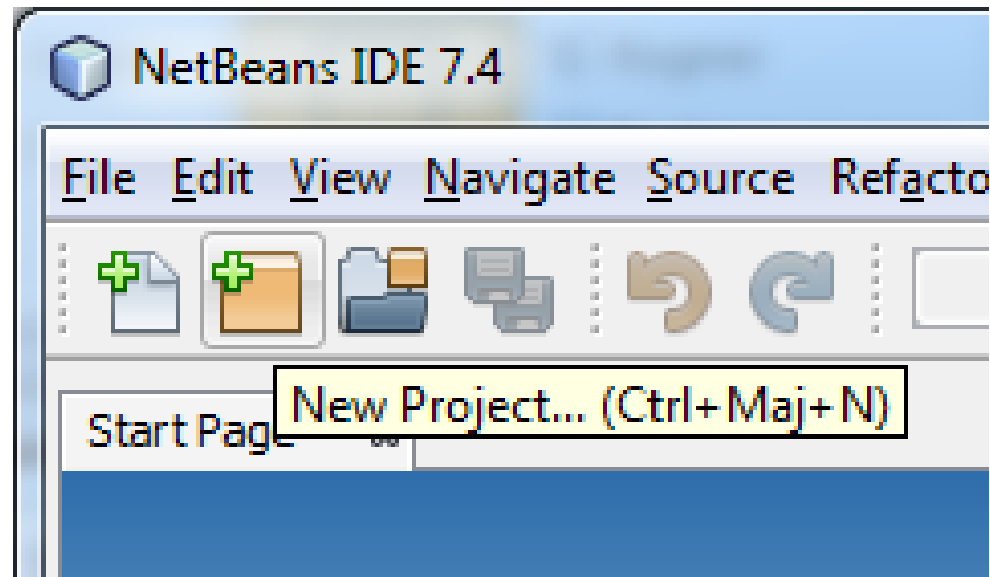 NetBeans IDE 7.4
File Edit View Navigate Source Refacto
New Project... (Ctrl+Maj+N)
Start Page